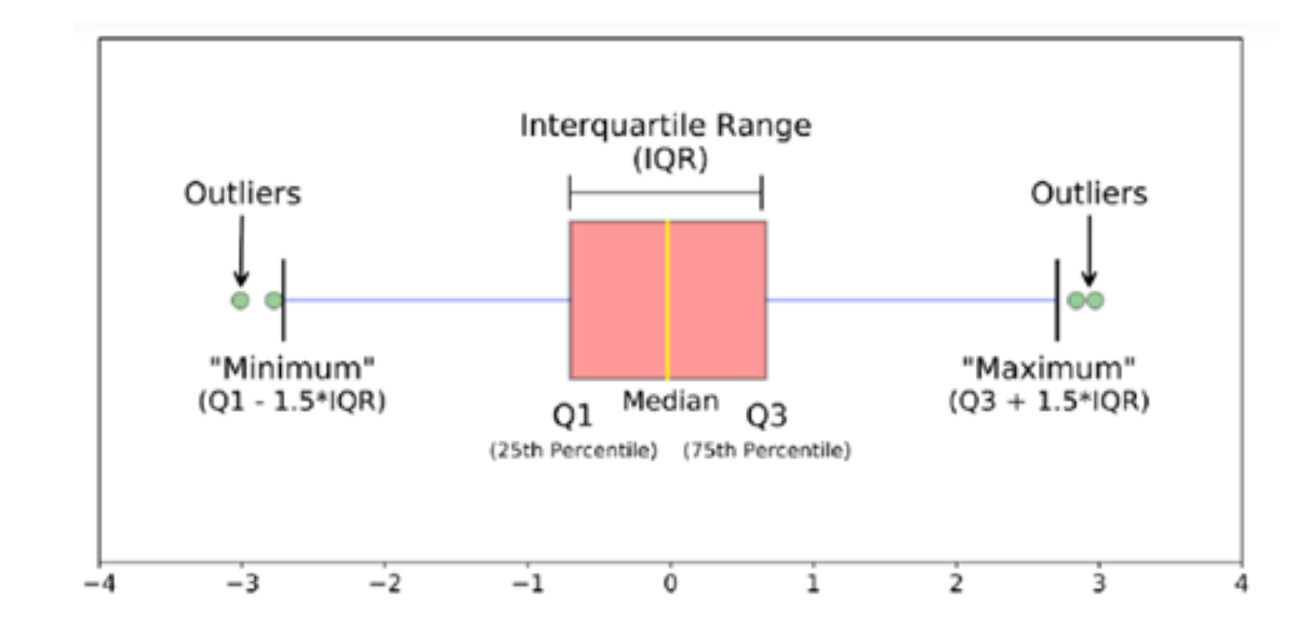 Interquartile Range
(IQR)
Outliers
Outliers
"Minimum"
(Q1 - 1.5*IQR)
"Maximum"
(Q3 + 1.5*IQR)
Q1
Median
Q3
(25th Percentile)
(75th Percentile)
−4
−3
−2
−1
0
1
2
3
4